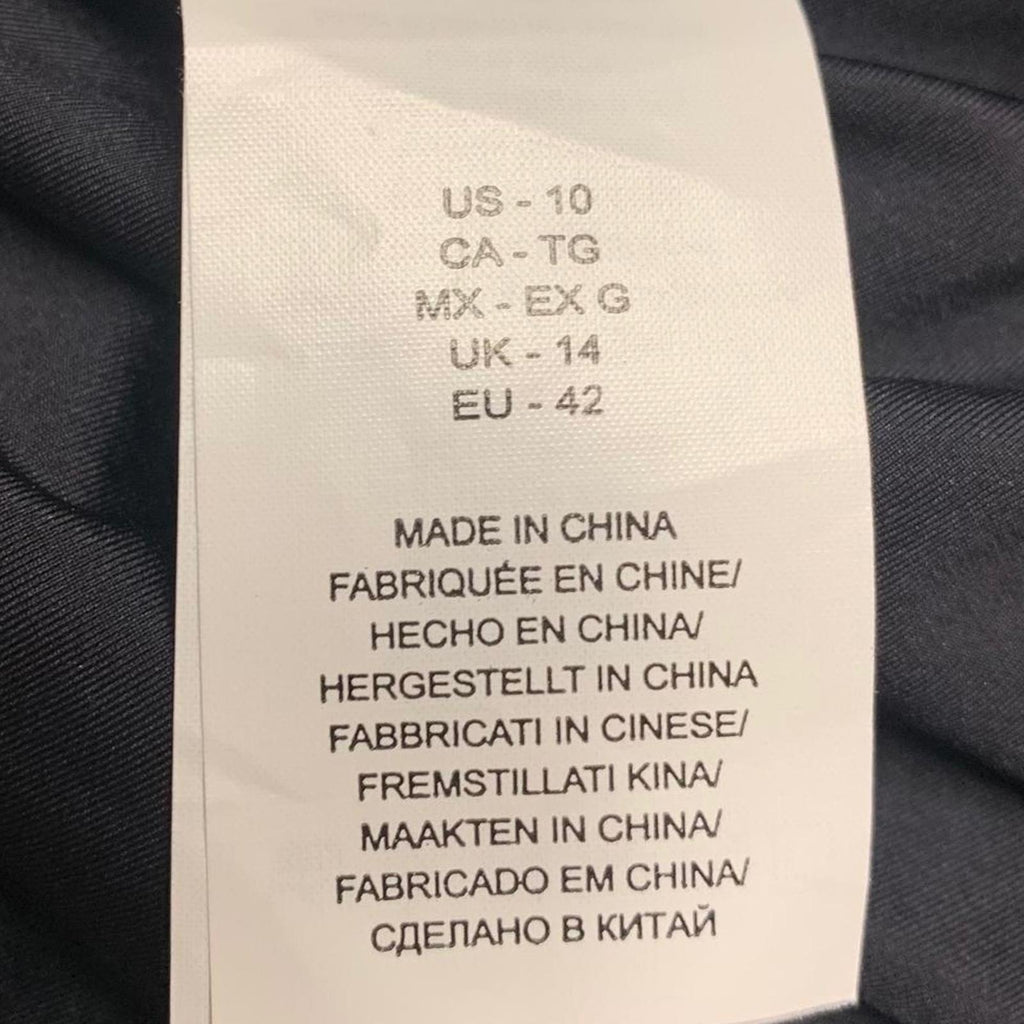 US - 10
CA - TG
MX - EX G
UK - 14
EU - 42
MADE IN CHINA
FABRIQUÉE EN CHINE/
HECHO EN CHINA/
HERGESTELLT IN CHINA
FABBRICATI IN CINESE/
FREMSTILLATI KINA/
MAAKTEN IN CHINA/
FABRICADO EM CHINA/
СДЕЛАНО В КИТАЙ